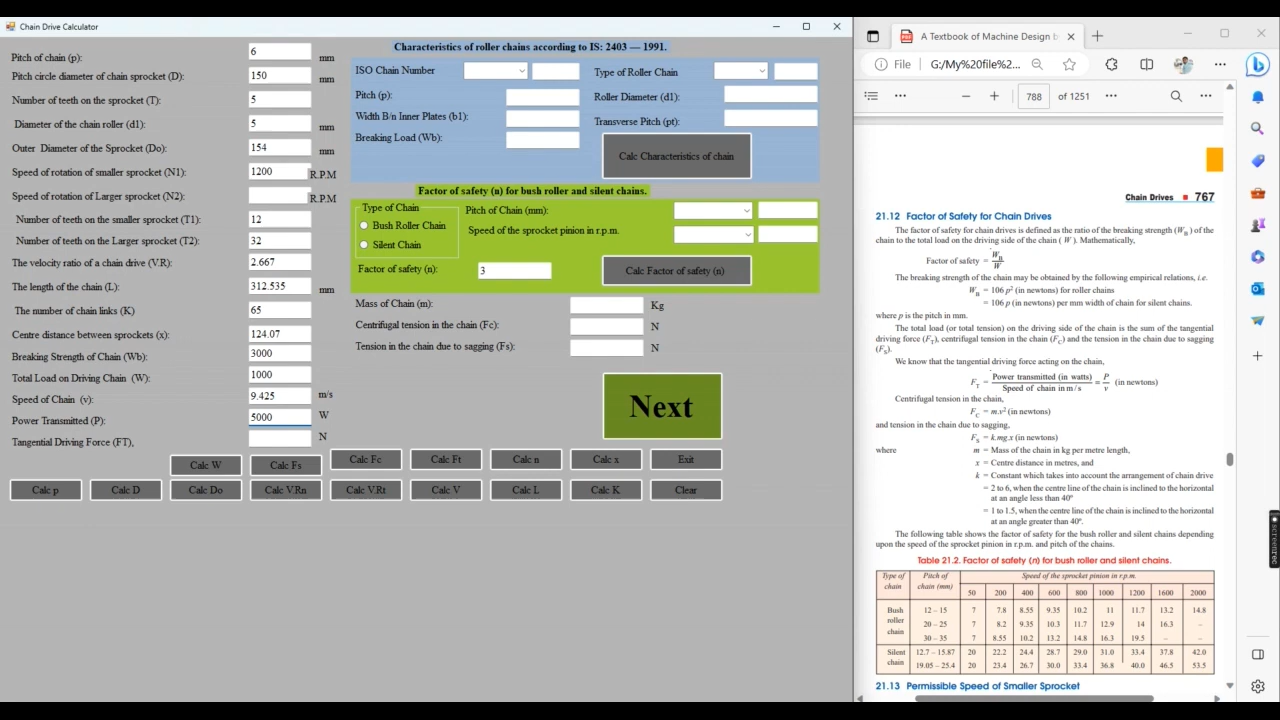 Chain Drive Calculator
Pitch of chain (p): 6 mm
Pitch circle diameter of chain sprocket (D): 150 mm
Number of teeth on the sprocket (T): 5
Diameter of the chain roller (d1): 5 mm
Outer Diameter of the Sprocket (Do): 154 mm
Speed of rotation of smaller sprocket (N1): 1200 R.P.M
Speed of rotation of Larger sprocket (N2): R.P.M
Number of teeth on the smaller sprocket (T1): 12
Number of teeth on the Larger sprocket (T2): 32
The velocity ratio of a chain drive (V.R): 2.667
The length of the chain (L): 312.535 mm
The number of chain links (K) 65
Centre distance between sprockets (x): 124.07
Breaking Strength of Chain (Wb): 3000
Total Load on Driving Chain (W): 1000
Speed of Chain (v): 9.425 m/s
Power Transmitted (P): 5000 W
Tangential Driving Force (FT), N
Characteristics of roller chains according to IS: 2403 — 1991.
ISO Chain Number Type of Roller Chain
Pitch (p): Roller Diameter (d1):
Width B/n Inner Plates (b1): Transverse Pitch (pt):
Breaking Load (Wb):
Calc Characteristics of chain
Factor of safety (n) for bush roller and silent chains.
Type of Chain Pitch of Chain (mm):
Bush Roller Chain Speed of the sprocket pinion in r.p.m.
Silent Chain
Factor of safety (n): 3 Calc Factor of safety (n)
Mass of Chain (m): Kg
Centrifugal tension in the chain (Fc): N
Tension in the chain due to sagging (Fs): N
Next
Calc W Calc Fs Calc Fc Calc Ft Calc n Calc x Exit
Calc p Calc D Calc Do Calc V.Rn Calc V.Rt Calc V Calc L Calc K Clear
A Textbook of Machine Design b
File G:/My%20file%2...
788 of 1251
Chain Drives ■ 767
21.12 Factor of Safety for Chain Drives
The factor of safety for chain drives is defined as the ratio of the breaking strength (WB) of the
chain to the total load on the driving side of the chain ( W ). Mathematically,
Factor of safety = WB / W
The breaking strength of the chain may be obtained by the following empirical relations, i.e.
WB = 106 p² (in newtons) for roller chains
= 106 p (in newtons) per mm width of chain for silent chains.
where p is the pitch in mm.
The total load (or total tension) on the driving side of the chain is the sum of the tangential
driving force (FT), centrifugal tension in the chain (FC) and the tension in the chain due to sagging
(FS).
We know that the tangential driving force acting on the chain,
FT = Power transmitted (in watts) / Speed of chain in m / s = P / v (in newtons)
Centrifugal tension in the chain,
FC = m.v² (in newtons)
and tension in the chain due to sagging,
FS = k.mg.x (in newtons)
where m = Mass of the chain in kg per metre length,
x = Centre distance in metres, and
k = Constant which takes into account the arrangement of chain drive
= 2 to 6, when the centre line of the chain is inclined to the horizontal
at an angle less than 40º
= 1 to 1.5, when the centre line of the chain is inclined to the horizontal
at an angle greater than 40º.
The following table shows the factor of safety for the bush roller and silent chains depending
upon the speed of the sprocket pinion in r.p.m. and pitch of the chains.
Table 21.2. Factor of safety (n) for bush roller and silent chains.
Type of chain Pitch of chain (mm) Speed of the sprocket pinion in r.p.m.
50 200 400 600 800 1000 1200 1600 2000
Bush 12 – 15 7 7.8 8.55 9.35 10.2 11 11.7 13.2 14.8
roller 20 – 25 7 8.2 9.35 10.3 11.7 12.9 14 16.3 –
chain 30 – 35 7 8.55 10.2 13.2 14.8 16.3 19.5 – –
Silent 12.7 – 15.87 20 22.2 24.4 28.7 29.0 31.0 33.4 37.8 42.0
chain 19.05 – 25.4 20 23.4 26.7 30.0 33.4 36.8 40.0 46.5 53.5
21.13 Permissible Speed of Smaller Sprocket
screenrec